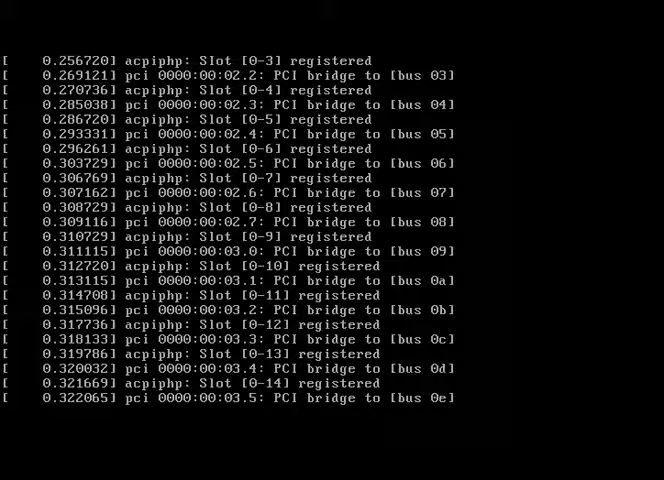 [    0.256720] acpiphp: Slot [0-3] registered
[    0.269121] pci 0000:00:02.2: PCI bridge to [bus 03]
[    0.270736] acpiphp: Slot [0-4] registered
[    0.285038] pci 0000:00:02.3: PCI bridge to [bus 04]
[    0.286720] acpiphp: Slot [0-5] registered
[    0.293331] pci 0000:00:02.4: PCI bridge to [bus 05]
[    0.296261] acpiphp: Slot [0-6] registered
[    0.303729] pci 0000:00:02.5: PCI bridge to [bus 06]
[    0.306769] acpiphp: Slot [0-7] registered
[    0.307162] pci 0000:00:02.6: PCI bridge to [bus 07]
[    0.308729] acpiphp: Slot [0-8] registered
[    0.309116] pci 0000:00:02.7: PCI bridge to [bus 08]
[    0.310729] acpiphp: Slot [0-9] registered
[    0.311115] pci 0000:00:03.0: PCI bridge to [bus 09]
[    0.312720] acpiphp: Slot [0-10] registered
[    0.313115] pci 0000:00:03.1: PCI bridge to [bus 0a]
[    0.314708] acpiphp: Slot [0-11] registered
[    0.315096] pci 0000:00:03.2: PCI bridge to [bus 0b]
[    0.317736] acpiphp: Slot [0-12] registered
[    0.318133] pci 0000:00:03.3: PCI bridge to [bus 0c]
[    0.319786] acpiphp: Slot [0-13] registered
[    0.320032] pci 0000:00:03.4: PCI bridge to [bus 0d]
[    0.321669] acpiphp: Slot [0-14] registered
[    0.322065] pci 0000:00:03.5: PCI bridge to [bus 0e]